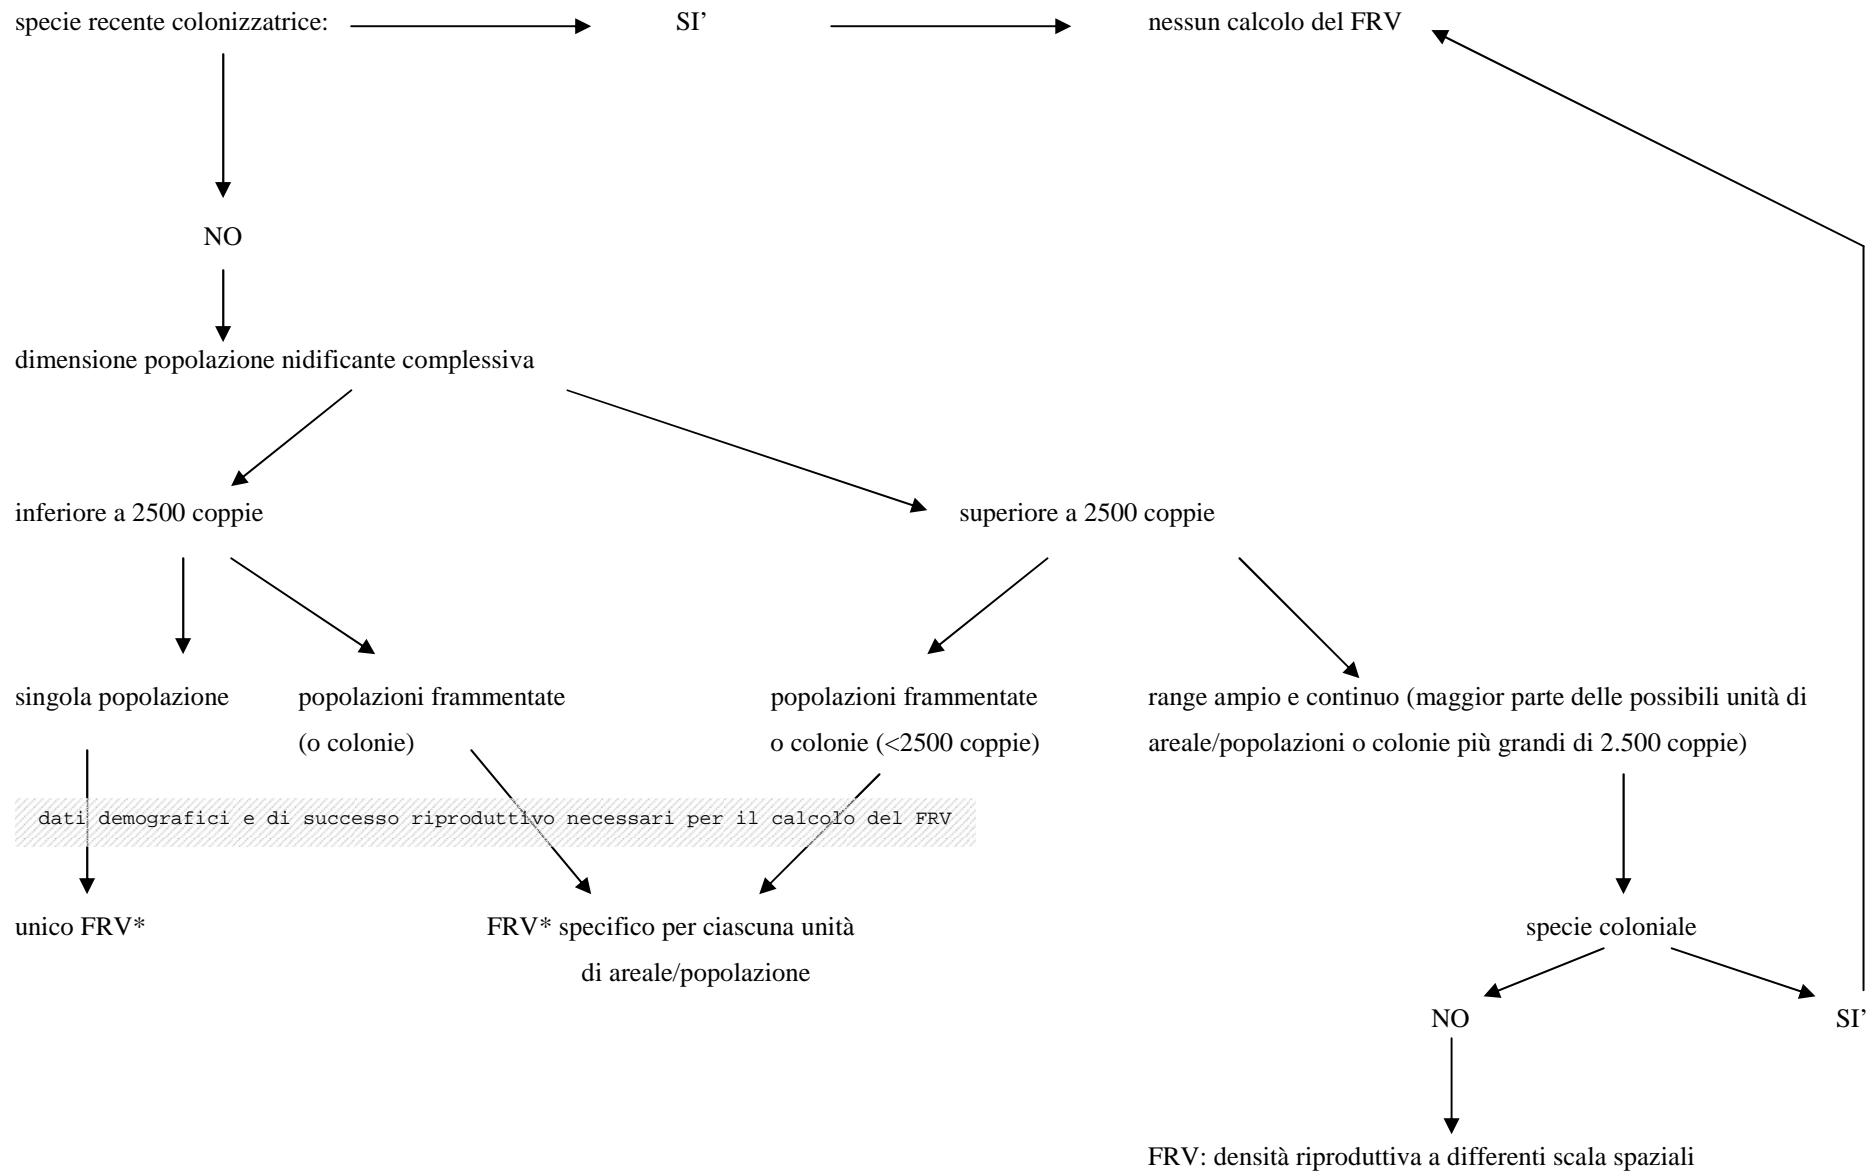 specie recente colonizzatrice:
SI’
nessun calcolo del FRV
NO
dimensione popolazione nidificante complessiva
inferiore a 2500 coppie
superiore a 2500 coppie
singola popolazione
popolazioni frammentate
(o colonie)
popolazioni frammentate
o colonie (<2500 coppie)
range ampio e continuo (maggior parte delle possibili unità di
areale/popolazioni o colonie più grandi di 2.500 coppie)
dati demografici e di successo riproduttivo necessari per il calcolo del FRV
unico FRV*
FRV* specifico per ciascuna unità
di areale/popolazione
specie coloniale
NO
SI’
FRV: densità riproduttiva a differenti scala spaziali